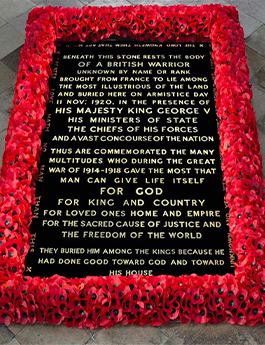 BENEATH THIS STONE RESTS THE BODY
OF A BRITISH WARRIOR
UNKNOWN BY NAME OR RANK
BROUGHT FROM FRANCE TO LIE AMONG
THE MOST ILLUSTRIOUS OF THE LAND
AND BURIED HERE ON ARMISTICE DAY
11 NOV: 1920, IN THE PRESENCE OF
HIS MAJESTY KING GEORGE V
HIS MINISTERS OF STATE
THE CHIEFS OF HIS FORCES
AND A VAST CONCOURSE OF THE NATION
THUS ARE COMMEMORATED THE MANY
MULTITUDES WHO DURING THE GREAT
WAR OF 1914-1918 GAVE THE MOST THAT
MAN CAN GIVE LIFE ITSELF
FOR GOD
FOR KING AND COUNTRY
FOR LOVED ONES HOME AND EMPIRE
FOR THE SACRED CAUSE OF JUSTICE AND
THE FREEDOM OF THE WORLD
THEY BURIED HIM AMONG THE KINGS BECAUSE HE
HAD DONE GOOD TOWARD GOD AND TOWARD
HIS HOUSE